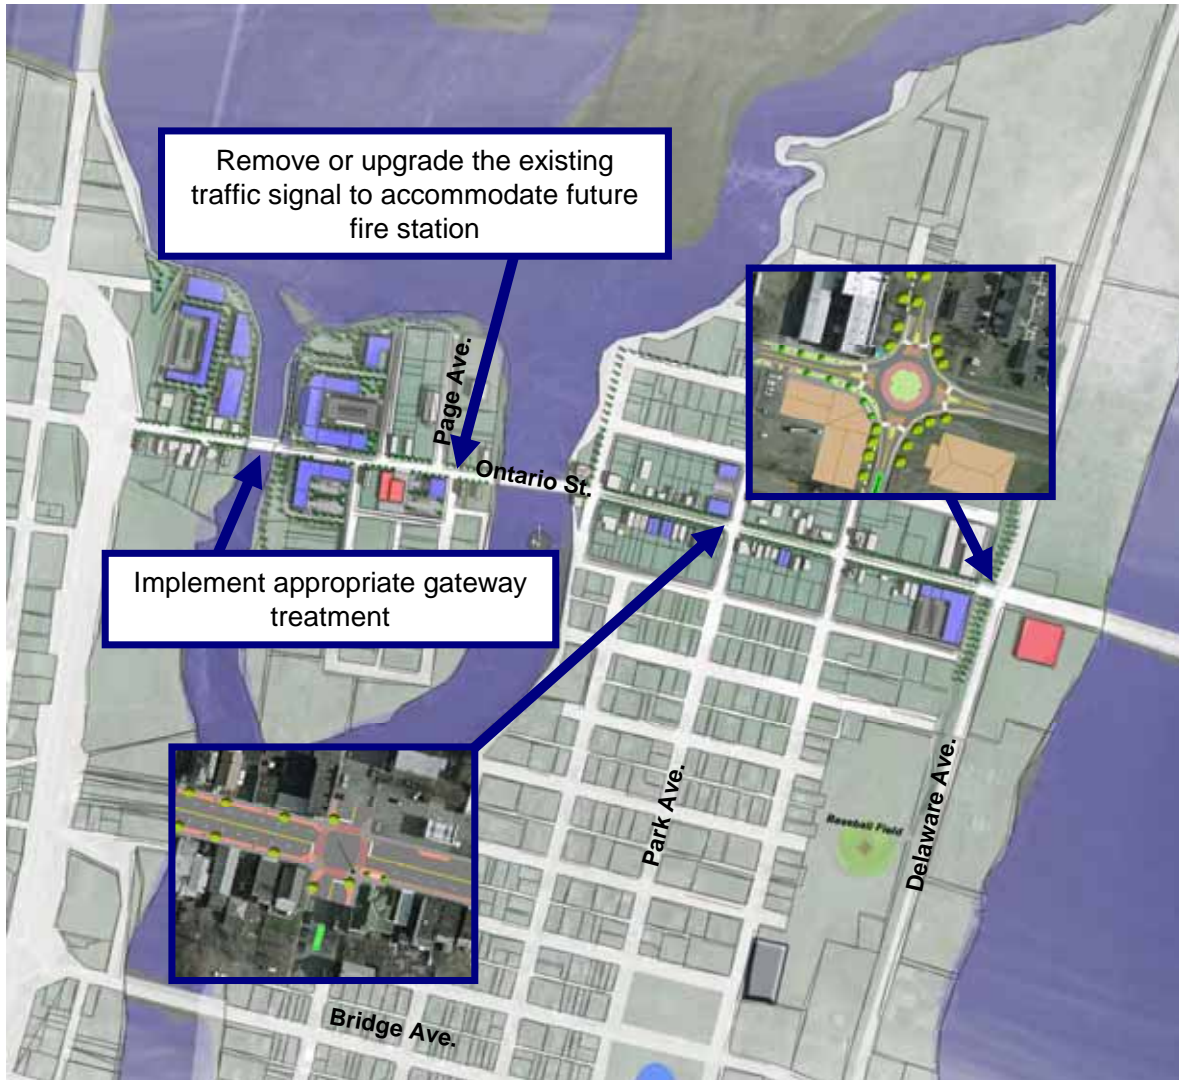 Remove or upgrade the existing
traffic signal to accommodate future
fire station
Page Ave.
Ontario St.
Implement appropriate gateway
treatment
Park Ave.
Baseball Field
Delaware Ave.
Bridge Ave.